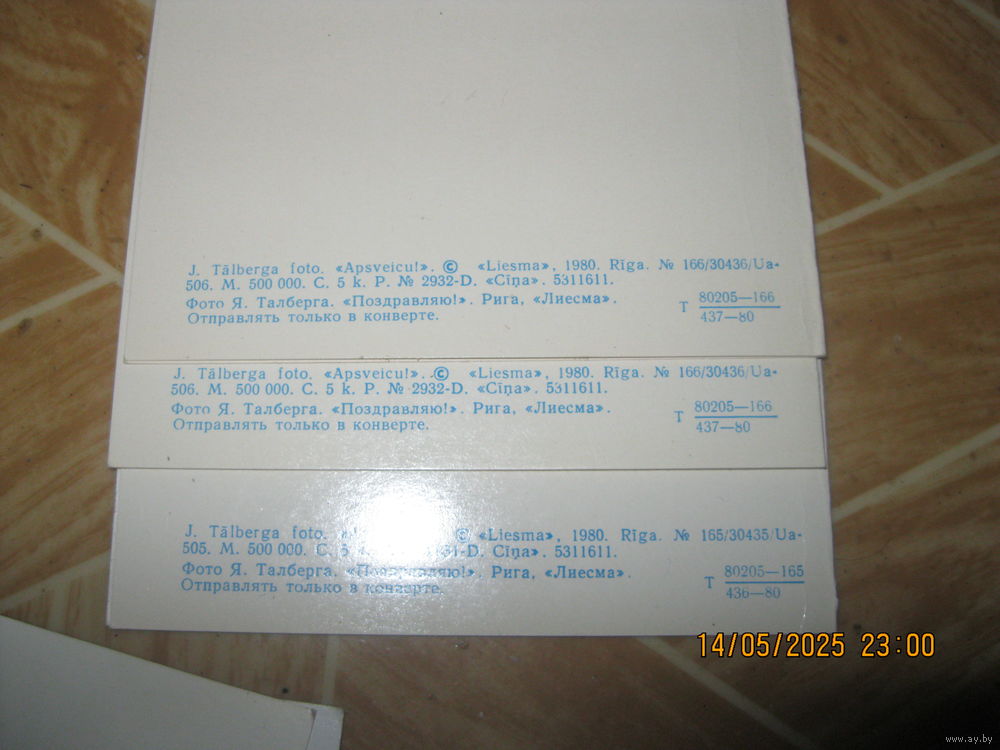 J. Tālberga foto. «Apsveicu!». © «Liesma», 1980. Rīga. № 166/30436/Ua-
506. M. 500 000. C. 5 k. P. № 2932-D. «Cīņa». 5311611.
Фото Я. Талберга. «Поздравляю!». Рига, «Лиесма».
Отправлять только в конверте.
Т 80205—166
437—80
J. Tālberga foto. «Apsveicu!». © «Liesma», 1980. Rīga. № 166/30436/Ua-
506. M. 500 000. C. 5 k. P. № 2932-D. «Cīņa». 5311611.
Фото Я. Талберга. «Поздравляю!». Рига, «Лиесма».
Отправлять только в конверте.
Т 80205—166
437—80
J. Tālberga foto. © «Liesma», 1980. Rīga. № 165/30435/Ua-
505. M. 500 000. C. 5 Cīņa». 5311611.
Фото Я. Талберга. «Поздравляю!». Рига, «Лиесма».
Отправлять только в конверте.
Т 80205—165
436—80
14/05/2025 23:00
www.ay.by